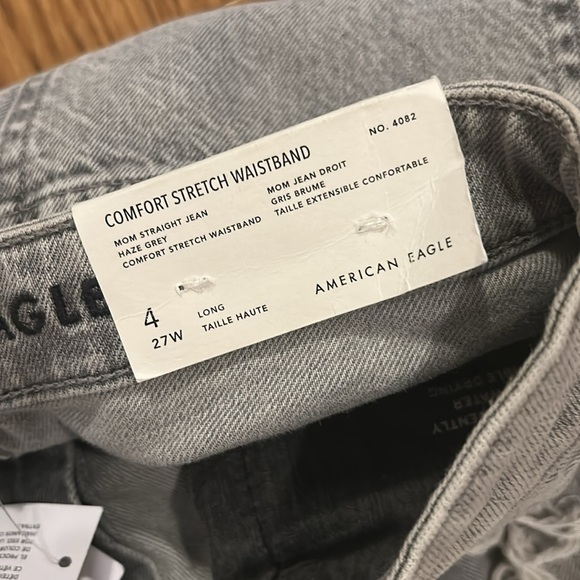 NO. 4082
COMFORT STRETCH WAISTBAND
MOM STRAIGHT JEAN
HAZE GREY
COMFORT STRETCH WAISTBAND
MOM JEAN DROIT
GRIS BRUME
TAILLE EXTENSIBLE CONFORTABLE
4
27W
LONG
TAILLE HAUTE
AMERICAN EAGLE
AGLE